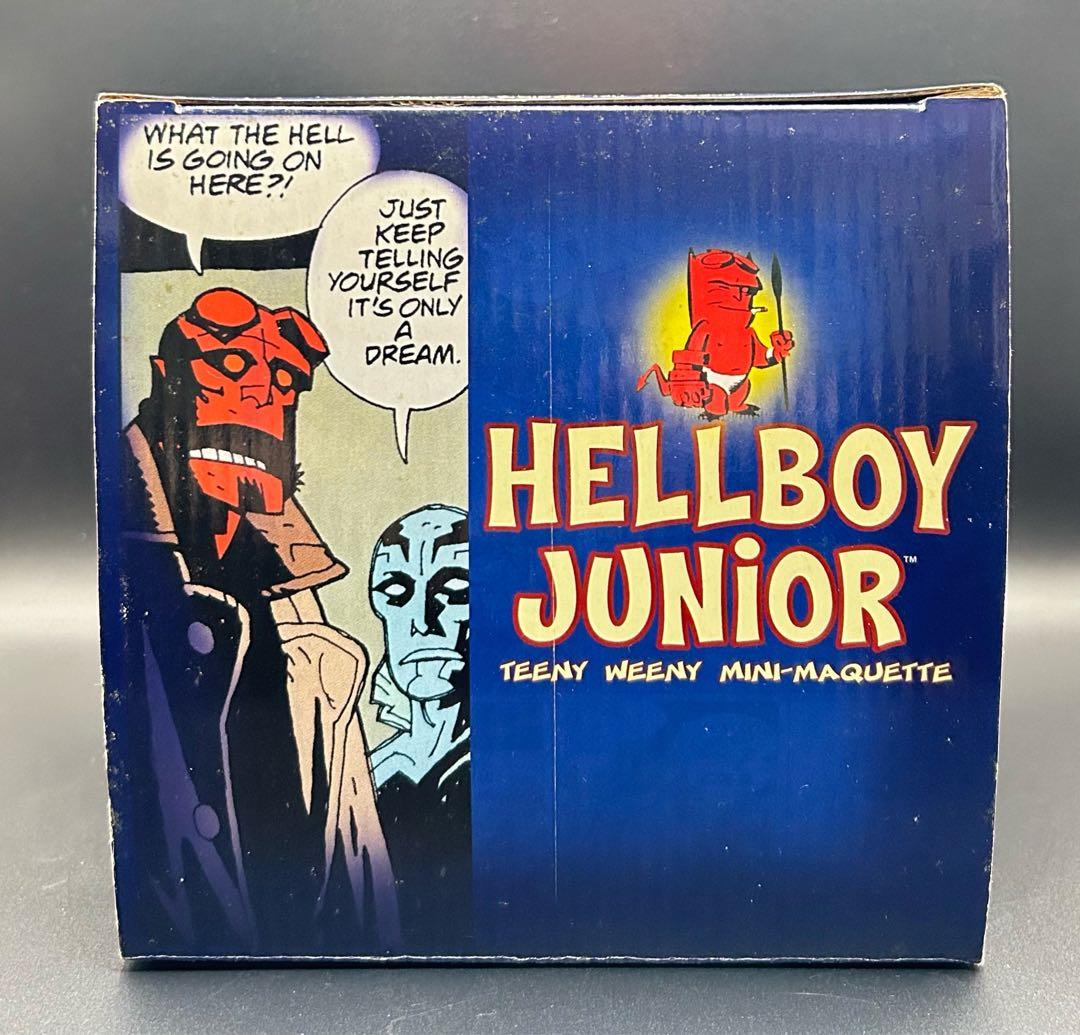 WHAT THE HELL
IS GOING ON
HERE?!
JUST
KEEP
TELLING
YOURSELF
IT'S ONLY
A
DREAM.
HELLBOY
JUNiOR™
TEENY WEENY MINI-MAQUETTE